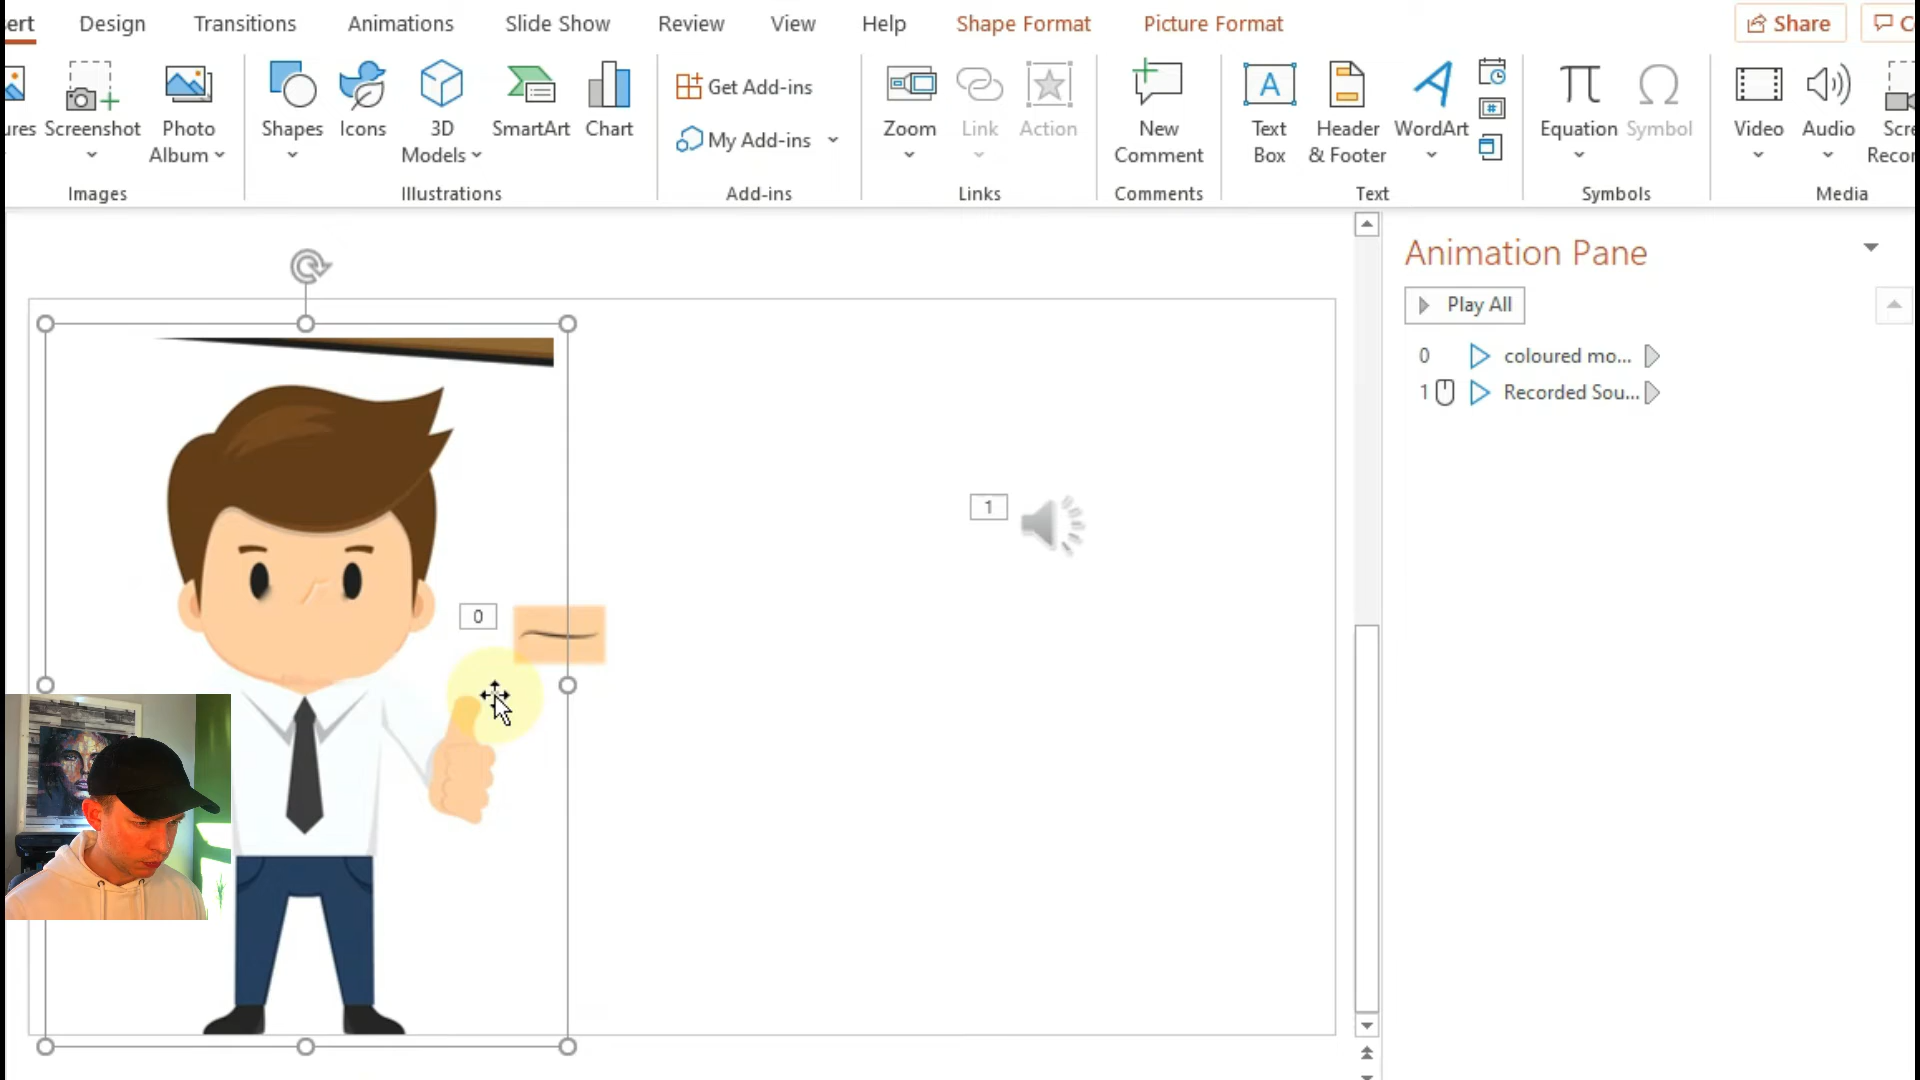 ert Design Transitions Animations Slide Show Review View Help Shape Format Picture Format Share C
ures Screenshot Photo Album Shapes Icons 3D Models SmartArt Chart Get Add-ins My Add-ins Zoom Link Action New Comment Text Box Header & Footer WordArt Equation Symbol Video Audio Scre Recor
Images Illustrations Add-ins Links Comments Text Symbols Media
Animation Pane
Play All
0 coloured mo...
1 Recorded Sou...
1
0